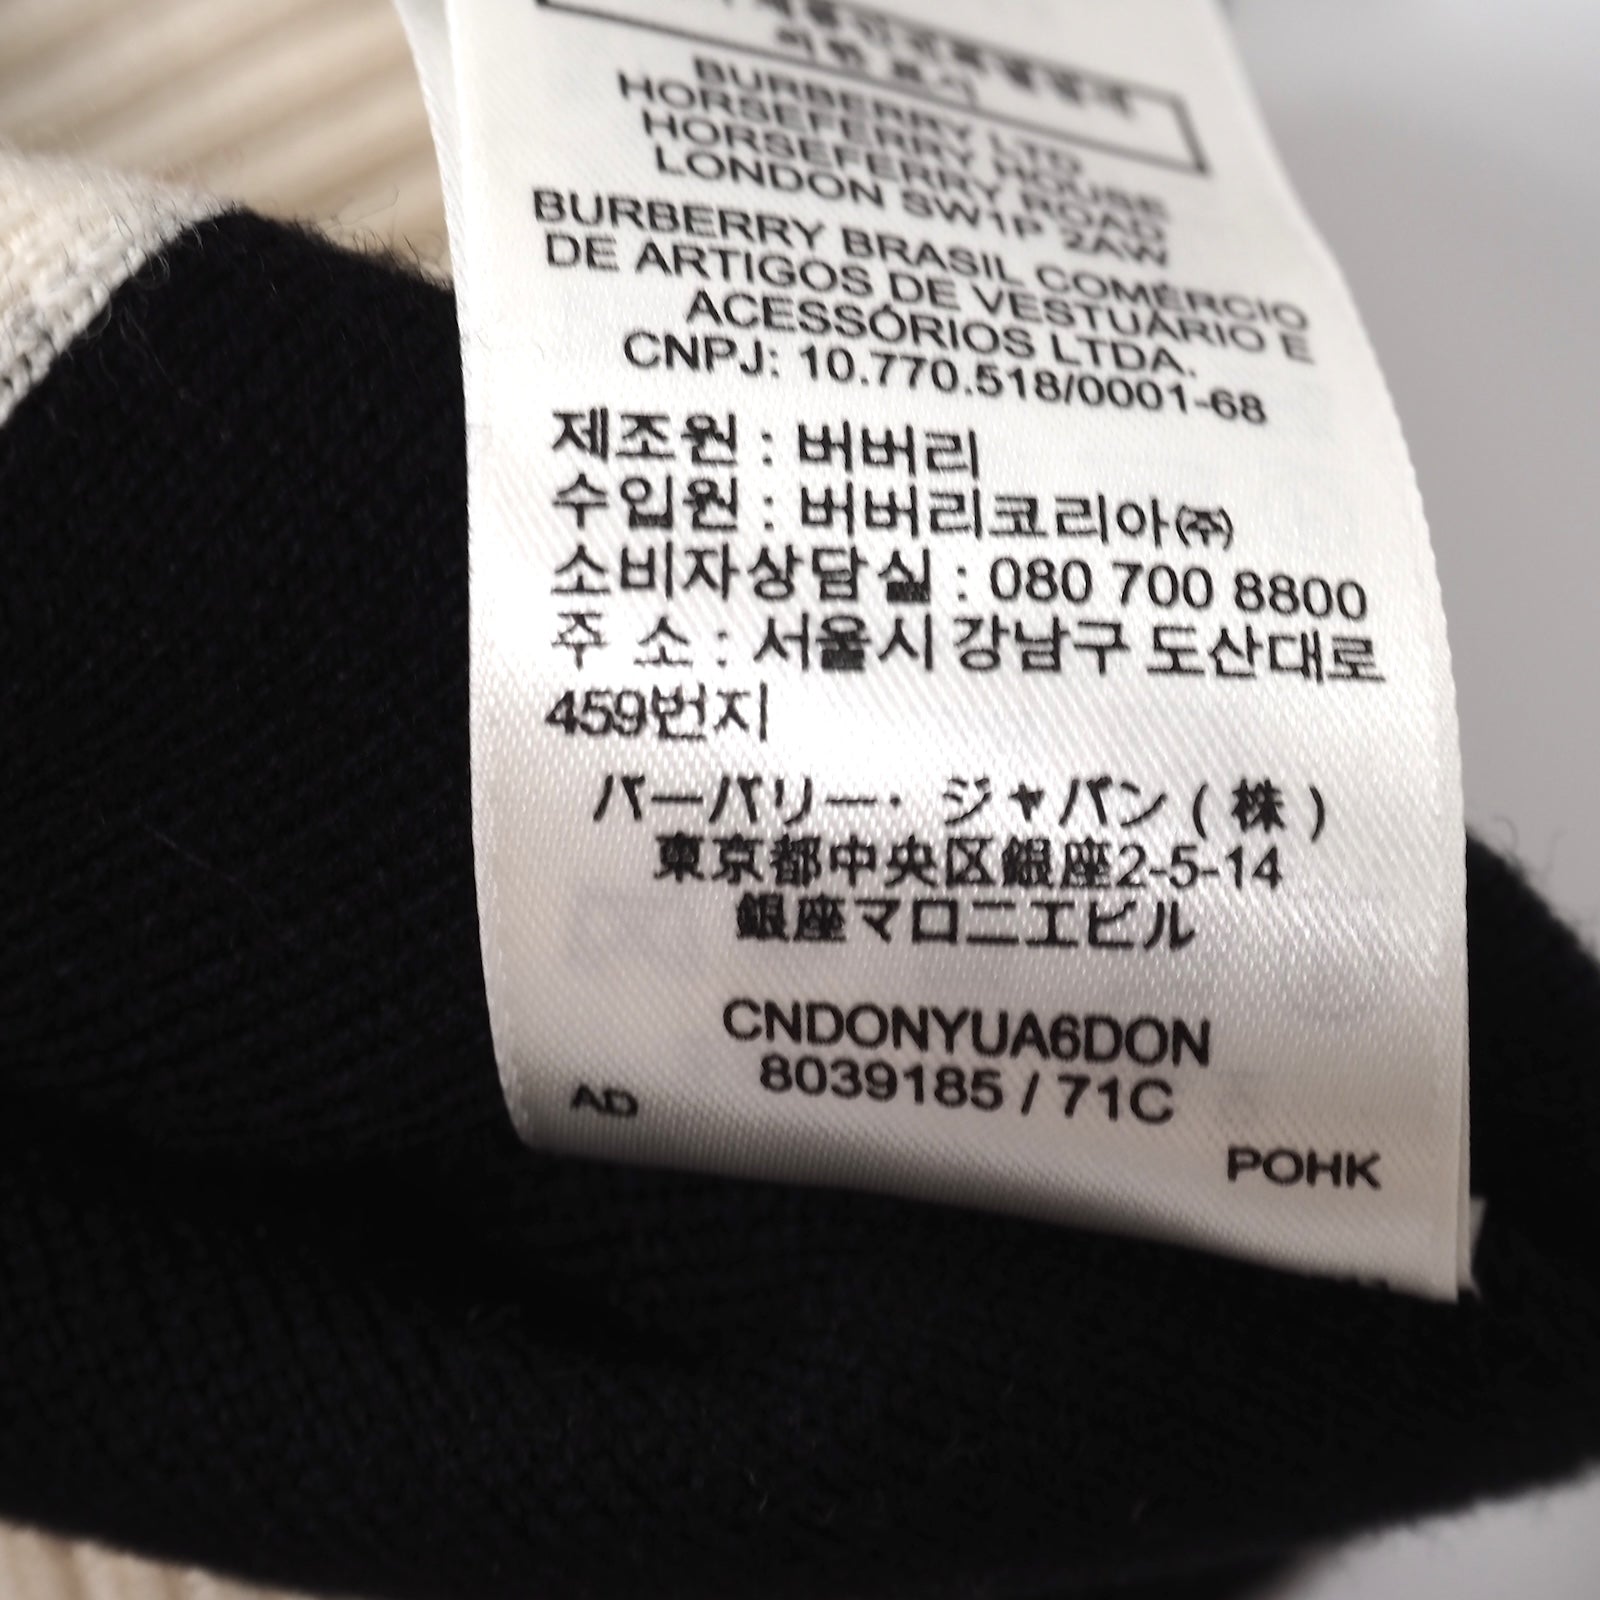 BURBERRY LTD
HORSEFERRY HOUSE
HORSEFERRY ROAD
LONDON SW1P 2AW
BURBERRY BRASIL COMÉRCIO
DE ARTIGOS DE VESTUÁRIO E
ACESSÓRIOS LTDA.
CNPJ: 10.770.518/0001-68
제조원 : 버버리
수입원 : 버버리코리아㈜
소비자상담실 : 080 700 8800
주 소 : 서울시 강남구 도산대로
459번지
バーバリー・ジャパン ( 株 )
東京都中央区銀座2-5-14
銀座マロニエビル
CNDONYUA6DON
8039185 / 71C
AD
POHK